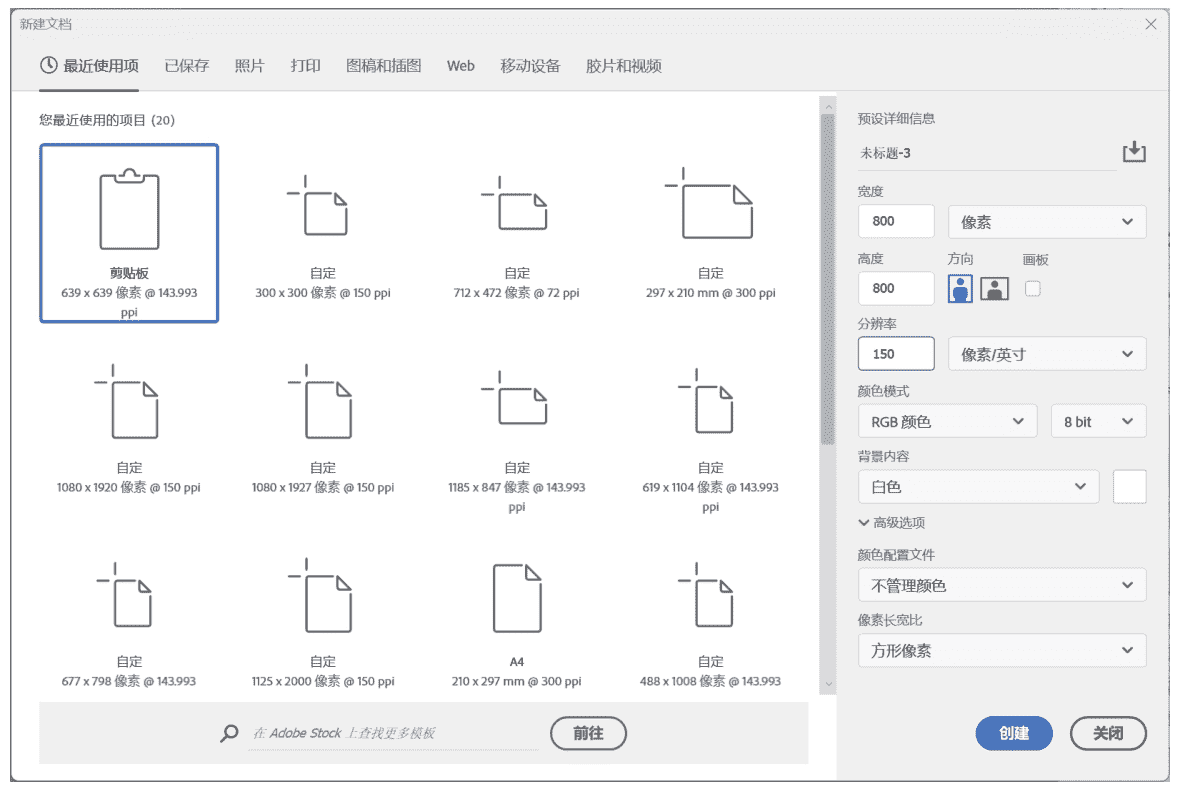 新建文档
最近使用项 已保存 照片 打印 图稿和插图 Web 移动设备 胶片和视频
您最近使用的项目 (20)
剪贴板
639 x 639 像素 @ 143.993
ppi
自定
300 x 300 像素 @ 150 ppi
自定
712 x 472 像素 @ 72 ppi
自定
297 x 210 mm @ 300 ppi
自定
1080 x 1920 像素 @ 150 ppi
自定
1080 x 1927 像素 @ 150 ppi
自定
1185 x 847 像素 @ 143.993
ppi
自定
619 x 1104 像素 @ 143.993
ppi
自定
677 x 798 像素 @ 143.993
自定
1125 x 2000 像素 @ 150 ppi
A4
210 x 297 mm @ 300 ppi
自定
488 x 1008 像素 @ 143.993
在 Adobe Stock 上查找更多模板 前往
预设详细信息
未标题-3
宽度
800 像素
高度 方向 画板
800
分辨率
150 像素/英寸
颜色模式
RGB 颜色 8 bit
背景内容
白色
高级选项
颜色配置文件
不管理颜色
像素长宽比
方形像素
创建 关闭